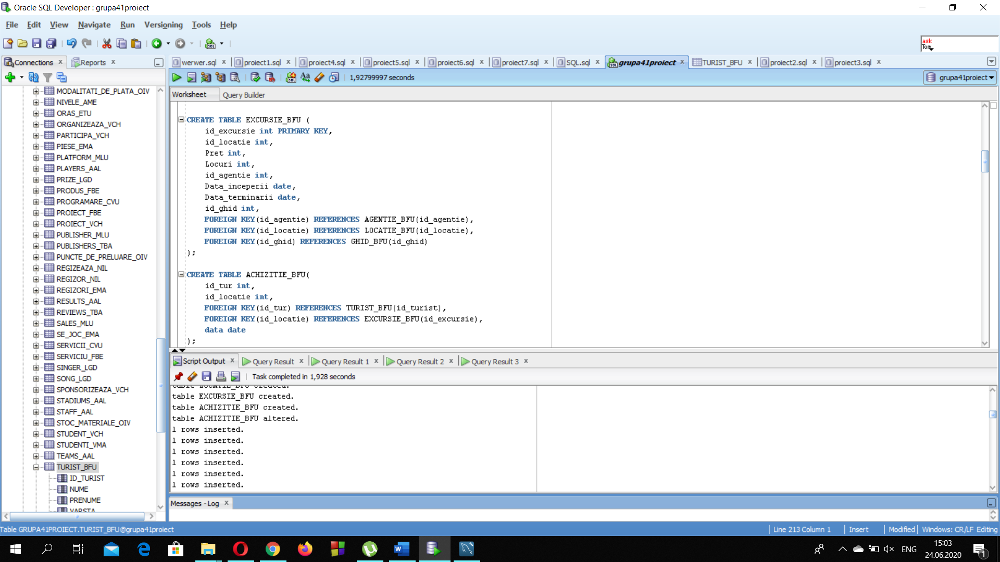 Oracle SQL Developer : grupa41proiect
File Edit View Navigate Run Versioning Tools Help
ask
Tom
Connections Reports
werwer.sql proiect1.sql proiect4.sql proiect5.sql proiect6.sql proiect7.sql SQL.sql grupa41proiect TURIST_BFU proiect2.sql proiect3.sql
1,92799997 seconds
grupa41proiect
Worksheet Query Builder
MODALITATI_DE_PLATA_OIV
NIVELE_AME
ORAS_ETU
ORGANIZEAZA_VCH
PARTICIPA_VCH
PIESE_EMA
PLATFORM_MLU
PLAYERS_AAL
PRIZE_LGD
PRODUS_FBE
PROGRAMARE_CVU
PROIECT_FBE
PROIECT_VCH
PUBLISHER_MLU
PUBLISHERS_TBA
PUNCTE_DE_PRELUARE_OIV
REGIZEAZA_NIL
REGIZOR_NIL
REGIZORI_EMA
RESULTS_AAL
REVIEWS_TBA
SALES_MLU
SE_JOC_EMA
SERVICII_CVU
SERVICIU_FBE
SINGER_LGD
SONG_LGD
SPONSORIZEAZA_VCH
STADIUMS_AAL
STAFF_AAL
STOC_MATERIALE_OIV
STUDENT_VCH
STUDENTI_VMA
TEAMS_AAL
TURIST_BFU
ID_TURIST
NUME
PRENUME
VARSTA
CREATE TABLE EXCURSIE_BFU (
id_excursie int PRIMARY KEY,
id_locatie int,
Pret int,
Locuri int,
id_agentie int,
Data_inceperii date,
Data_terminarii date,
id_ghid int,
FOREIGN KEY(id_agentie) REFERENCES AGENTIE_BFU(id_agentie),
FOREIGN KEY(id_locatie) REFERENCES LOCATIE_BFU(id_locatie),
FOREIGN KEY(id_ghid) REFERENCES GHID_BFU(id_ghid)
);
CREATE TABLE ACHIZITIE_BFU(
id_tur int,
id_locatie int,
FOREIGN KEY(id_tur) REFERENCES TURIST_BFU(id_turist),
FOREIGN KEY(id_locatie) REFERENCES EXCURSIE_BFU(id_excursie),
data date
);
Script Output Query Result Query Result 1 Query Result 2 Query Result 3
Task completed in 1,928 seconds
table LOCATIE_BFU created.
table EXCURSIE_BFU created.
table ACHIZITIE_BFU created.
table ACHIZITIE_BFU altered.
1 rows inserted.
1 rows inserted.
1 rows inserted.
1 rows inserted.
1 rows inserted.
1 rows inserted.
Messages - Log
Table GRUPA41PROIECT.TURIST_BFU@grupa41proiect
Line 213 Column 1 Insert Modified Windows: CR/LF Editing
ENG
15:03
24.06.2020
1